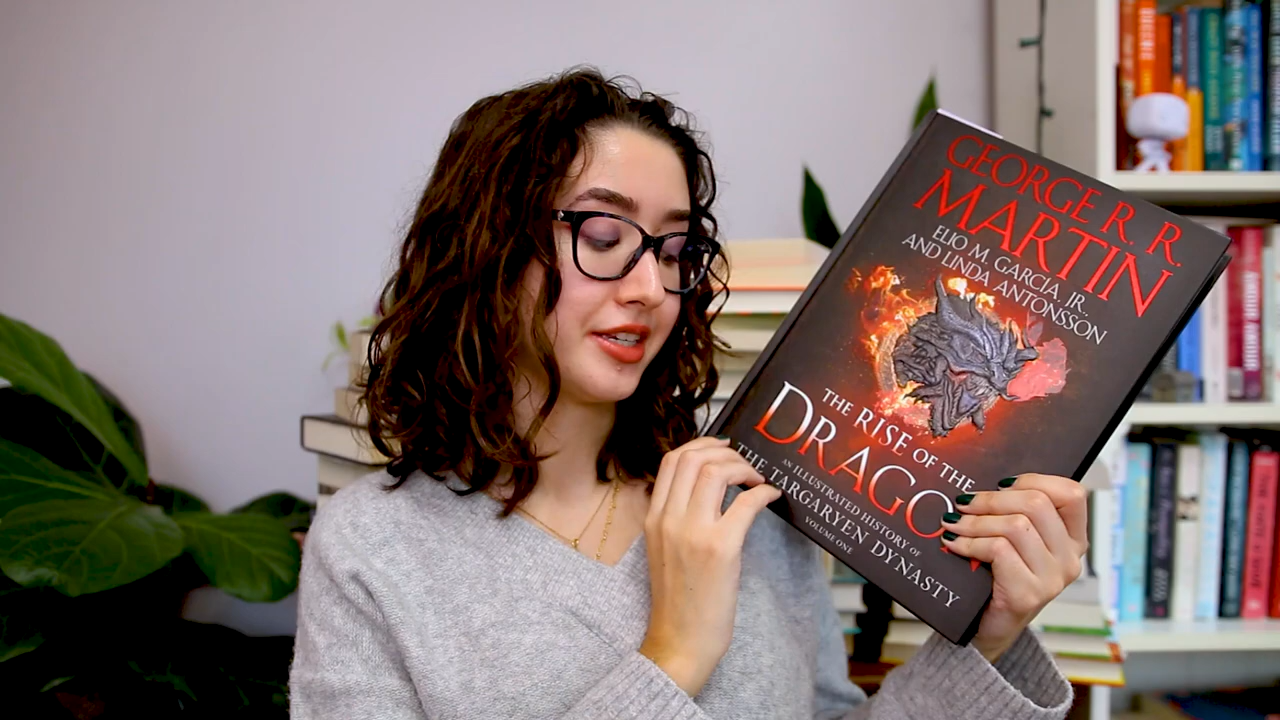 GEORGE R. R.
MARTIN
ELIO M. GARCÍA, JR.,
AND LINDA ANTONSSON
THE RISE OF THE
DRAGO
AN ILLUSTRATED HISTORY OF
THE TARGARYEN DYNASTY
VOLUME ONE